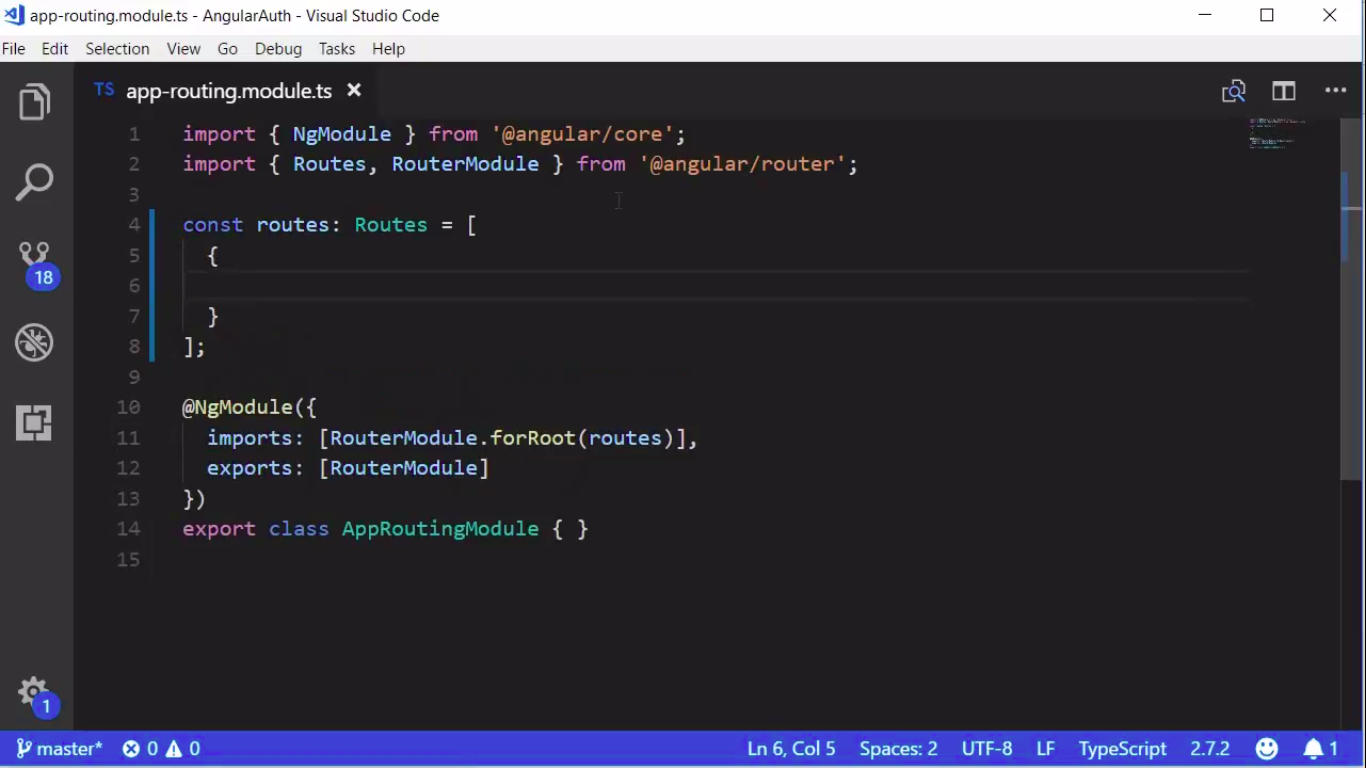 app-routing.module.ts - AngularAuth - Visual Studio Code
File Edit Selection View Go Debug Tasks Help
TS app-routing.module.ts
1 import { NgModule } from '@angular/core';
2 import { Routes, RouterModule } from '@angular/router';
3
4 const routes: Routes = [
5 {
6
7 }
8 ];
9
10 @NgModule({
11 imports: [RouterModule.forRoot(routes)],
12 exports: [RouterModule]
13 })
14 export class AppRoutingModule { }
15
18
1
master* 0 0 Ln 6, Col 5 Spaces: 2 UTF-8 LF TypeScript 2.7.2 1